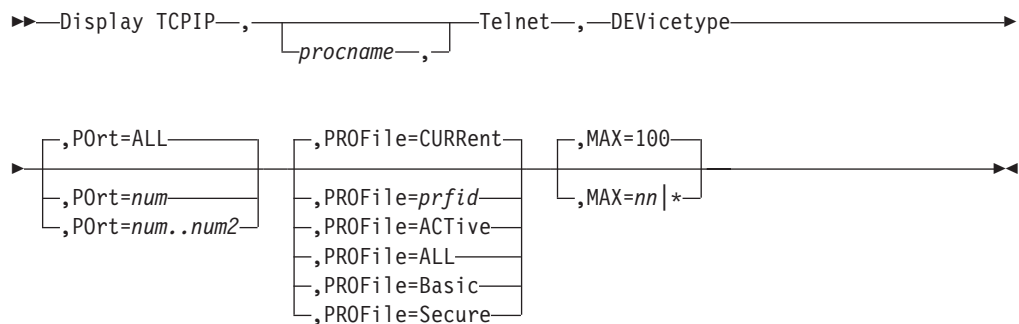 Display TCPIP , Telnet , DEVicetype
procname ,
,POrt=ALL ,PROFile=CURRent ,MAX=100
,POrt=num ,PROFile=prfid ,MAX=nn|*
,POrt=num..num2 ,PROFile=ACTive
,PROFile=ALL
,PROFile=Basic
,PROFile=Secure